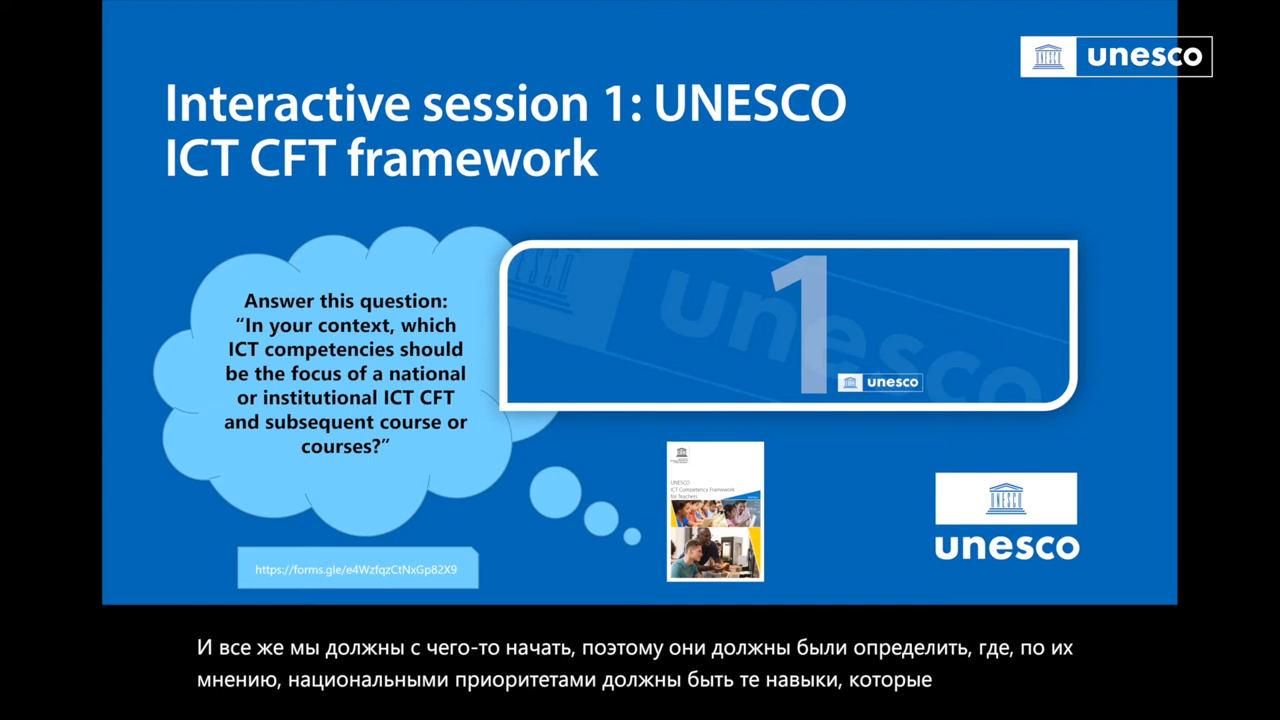 unesco
Interactive session 1: UNESCO
ICT CFT framework
Answer this question:
“In your context, which
ICT competencies should
be the focus of a national
or institutional ICT CFT
and subsequent course or
courses?”
unesco
1
unesco
UNESCO
ICT Competency Framework
for Teachers
unesco
https://forms.gle/e4WzfqzCtNxGp82X9
И все же мы должны с чего-то начать, поэтому они должны были определить, где, по их
мнению, национальными приоритетами должны быть те навыки, которые